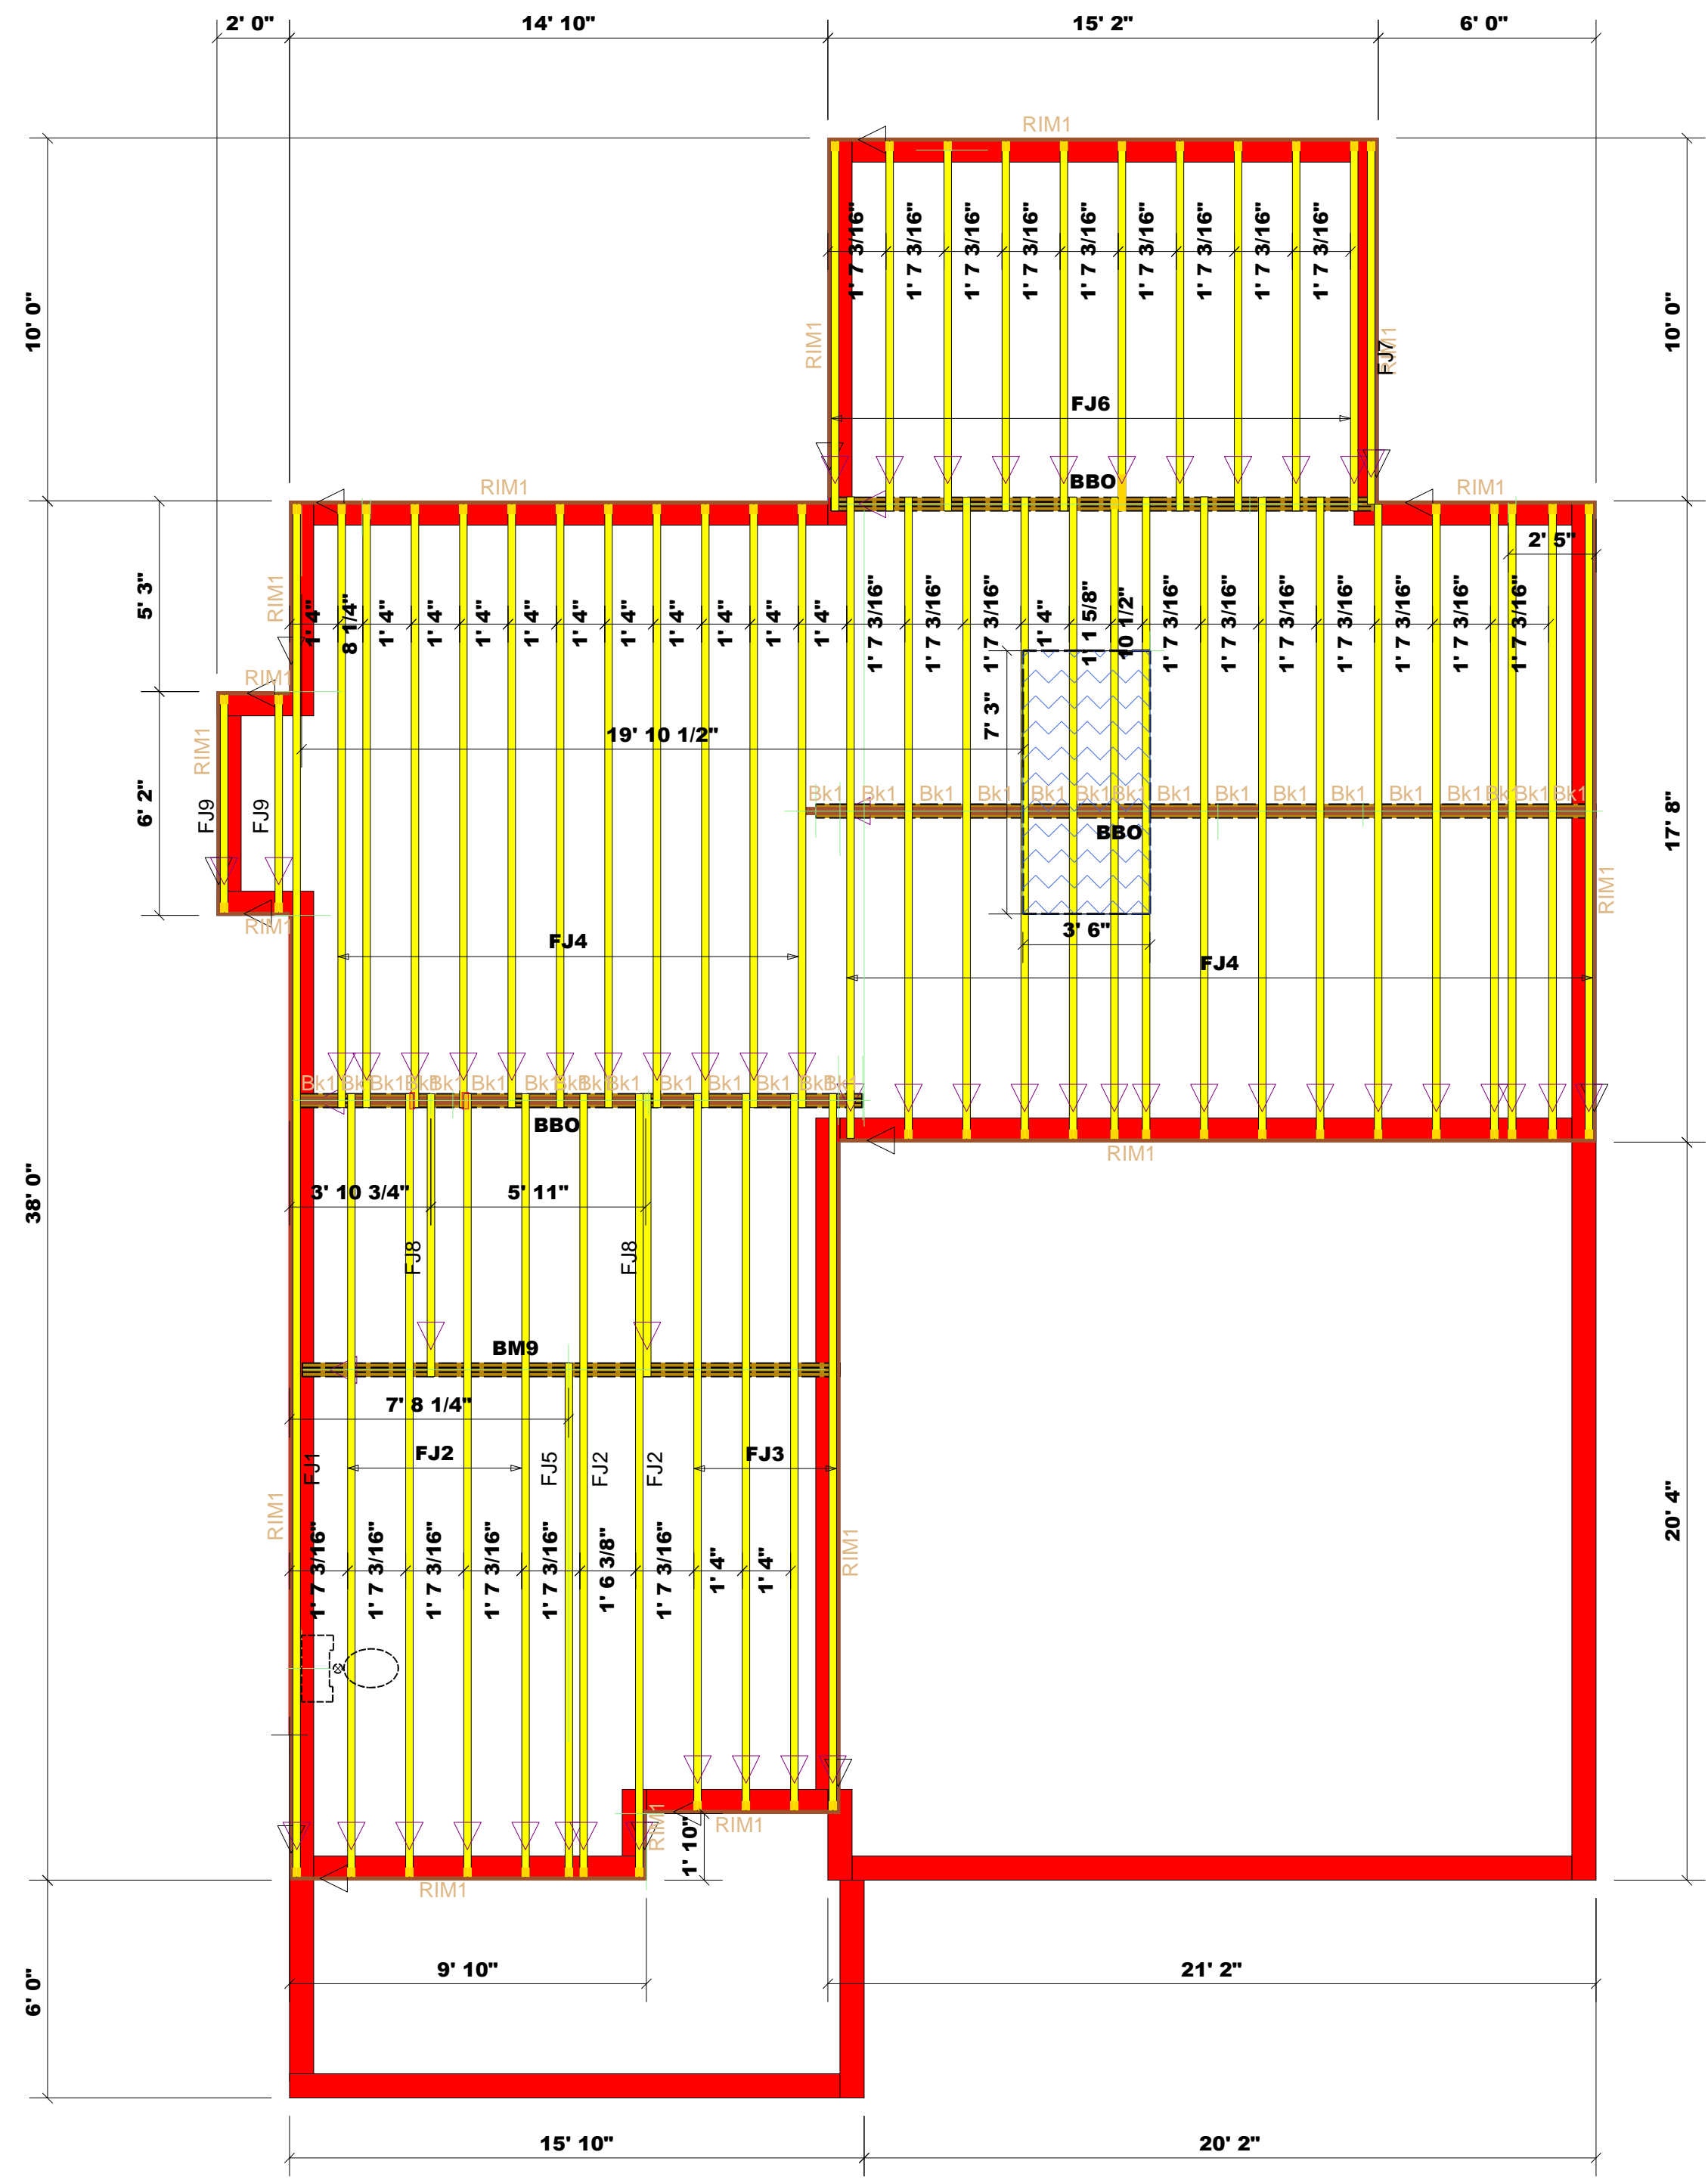 2' 0" 14' 10" 15' 2" 6' 0"
RIM1
1' 7 3/16" 1' 7 3/16" 1' 7 3/16" 1' 7 3/16" 1' 7 3/16" 1' 7 3/16" 1' 7 3/16" 1' 7 3/16" 1' 7 3/16"
10' 0" 10' 0"
RIM1 RIM1
FJ7
FJ6
BBO
RIM1 RIM1
2' 5"
5' 3"
RIM1
1' 4" 8 1/4" 1' 4" 1' 4" 1' 4" 1' 4" 1' 4" 1' 4" 1' 4" 1' 4" 1' 4" 1' 7 3/16" 1' 7 3/16" 1' 7 3/16" 1' 4" 1' 1 5/8" 10 1/2" 1' 7 3/16" 1' 7 3/16" 1' 7 3/16" 1' 7 3/16" 1' 7 3/16" 1' 7 3/16" 1' 7 3/16"
RIM1
7' 3"
19' 10 1/2"
RIM1
6' 2"
FJ9 FJ9
Bk1 Bk1 Bk1 Bk1 Bk1 Bk1 Bk1 Bk1 Bk1 Bk1 Bk1 Bk1 Bk1 Bk1 Bk1
BBO
17' 8"
RIM1
RIM1
3' 6"
FJ4
FJ4
Bk1 Bk1 Bk1 Bk1 Bk1 Bk1 Bk1 Bk1 Bk1 Bk1 Bk1 Bk1 Bk1 Bk1
BBO
RIM1
38' 0"
3' 10 3/4" 5' 11"
FJ8 FJ8
BM9
7' 8 1/4"
FJ1 FJ2 FJ5 FJ2 FJ2 FJ3
20' 4"
RIM1 RIM1
1' 7 3/16" 1' 7 3/16" 1' 7 3/16" 1' 7 3/16" 1' 7 3/16" 1' 6 3/8" 1' 7 3/16" 1' 4" 1' 4"
RIM1 RIM1
1' 10"
RIM1
9' 10" 21' 2"
6' 0"
15' 10" 20' 2"